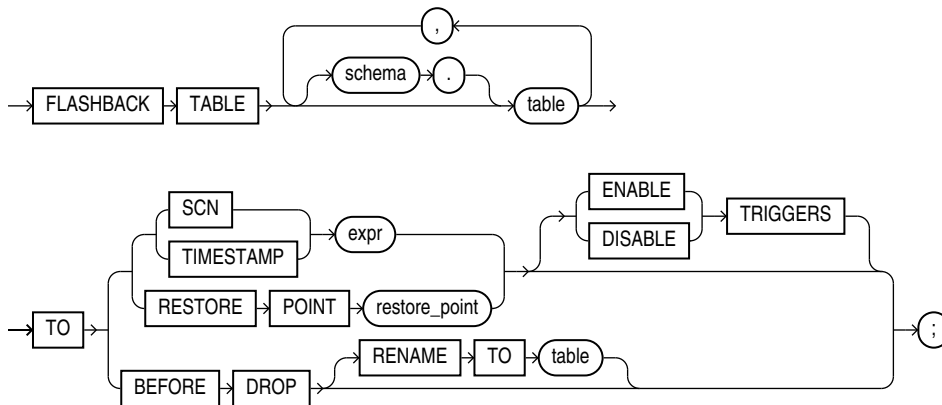 ,
schema .
FLASHBACK TABLE table
SCN ENABLE
expr TRIGGERS
TIMESTAMP DISABLE
RESTORE POINT restore_point
TO ;
RENAME TO table
BEFORE DROP